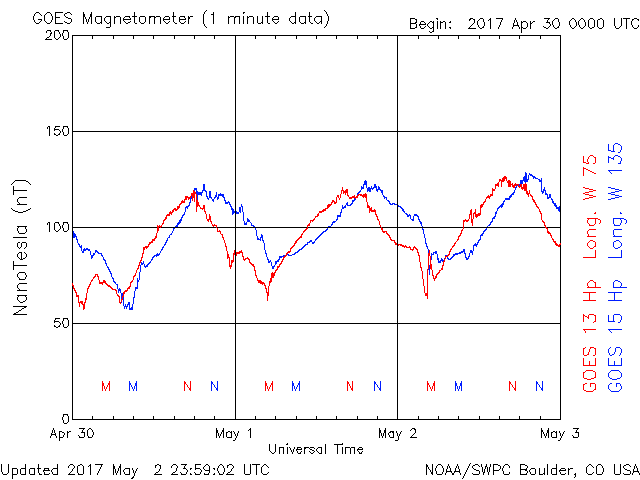 GOES Magnetometer (1 minute data)
Begin: 2017 Apr 30 0000 UTC
200
150
100
50
0
NanoTesla (nT)
M M N N M M N N M M N N
Apr 30 May 1 May 2 May 3
Universal Time
GOES 13 Hp Long. W 75
GOES 15 Hp Long. W 135
Updated 2017 May 2 23:59:02 UTC
NOAA/SWPC Boulder, CO USA